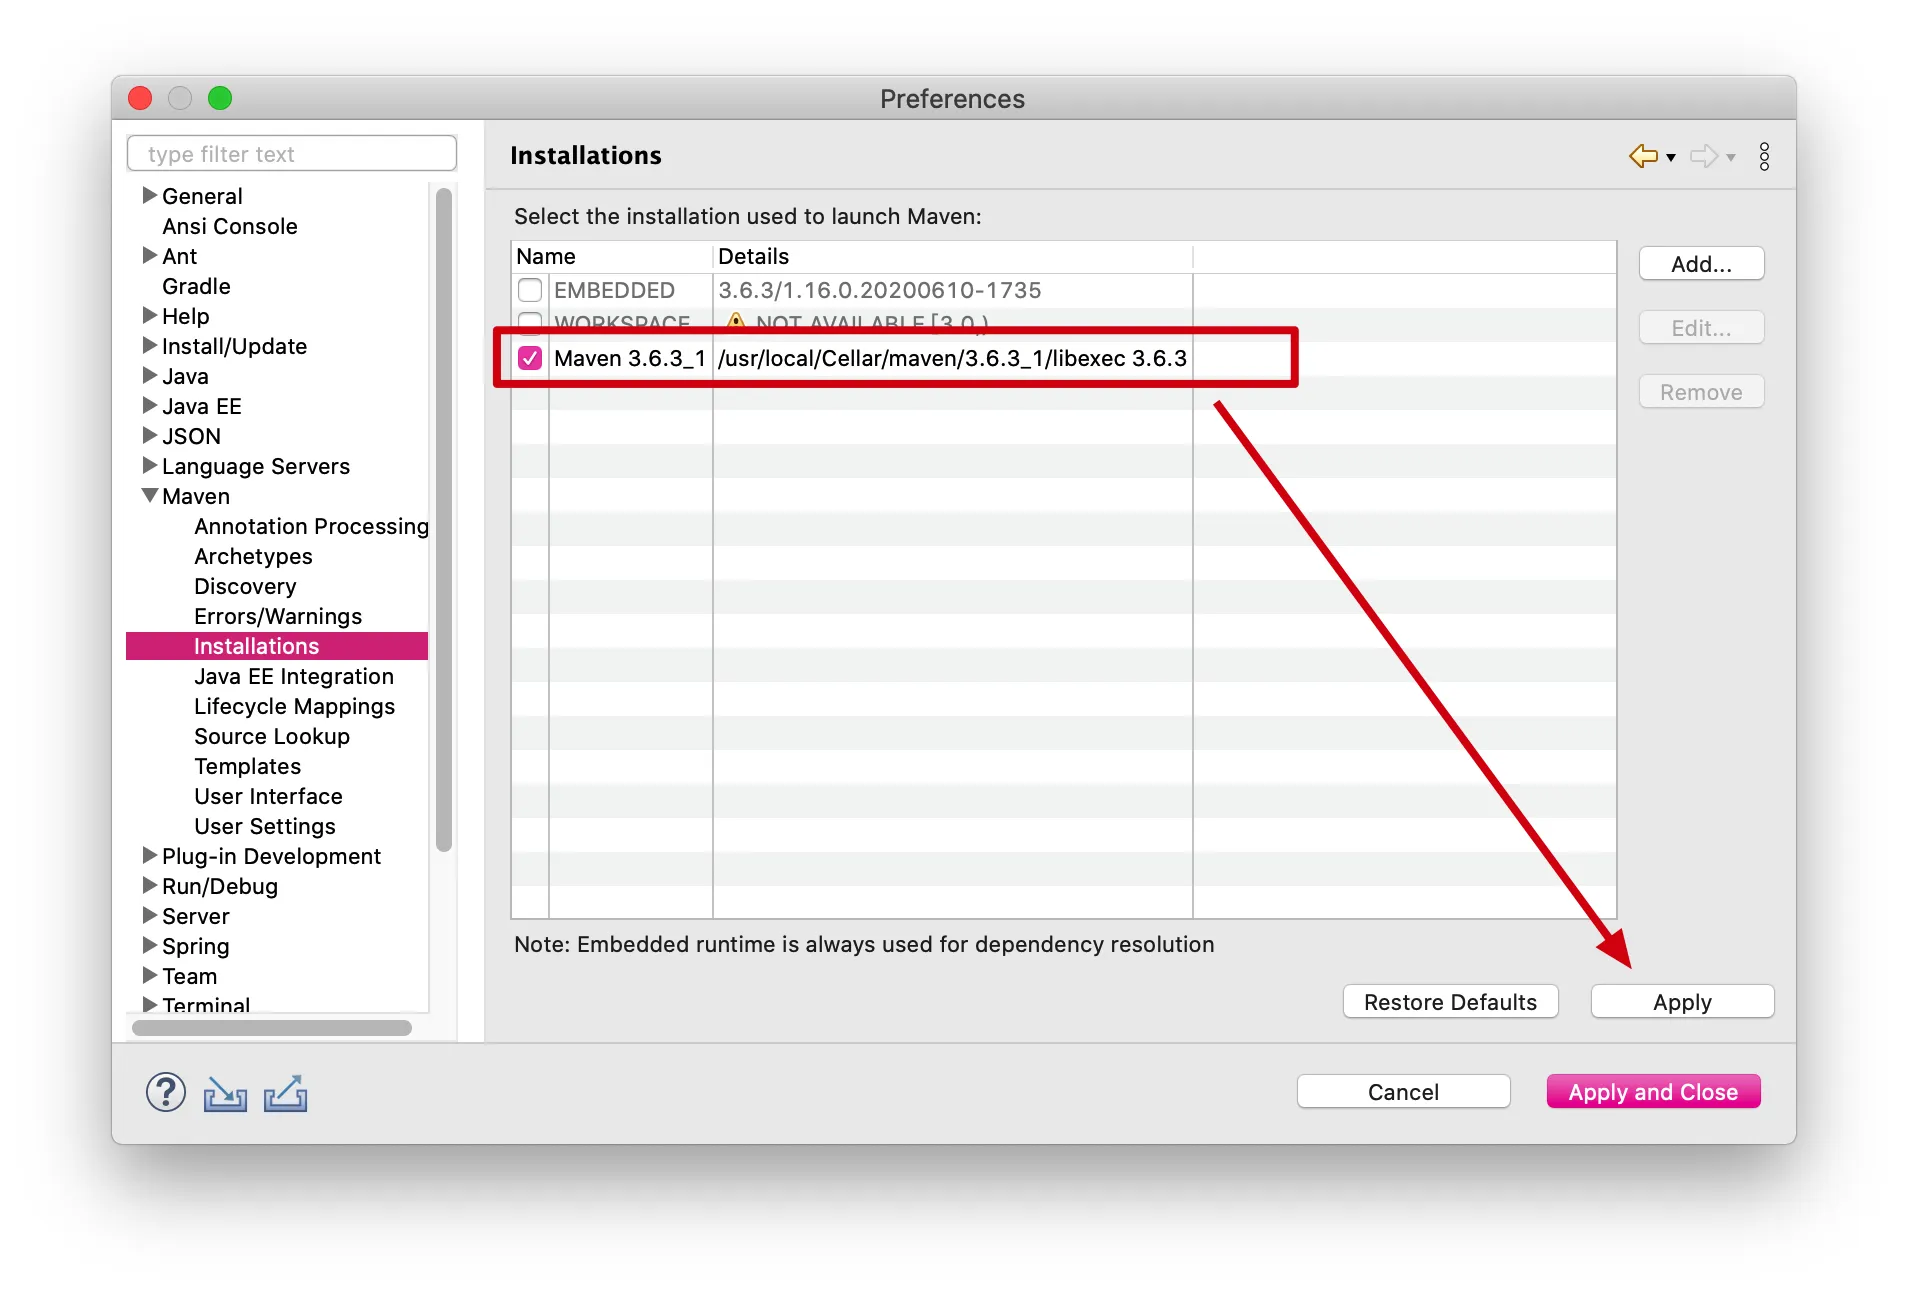 Preferences
type filter text
General
Ansi Console
Ant
Gradle
Help
Install/Update
Java
Java EE
JSON
Language Servers
Maven
Annotation Processing
Archetypes
Discovery
Errors/Warnings
Installations
Java EE Integration
Lifecycle Mappings
Source Lookup
Templates
User Interface
User Settings
Plug-in Development
Run/Debug
Server
Spring
Team
Terminal
Installations
Select the installation used to launch Maven:
Name Details
EMBEDDED 3.6.3/1.16.0.20200610-1735
WORKSPACE NOT AVAILABLE [3.0,)
Maven 3.6.3_1 /usr/local/Cellar/maven/3.6.3_1/libexec 3.6.3
Add...
Edit...
Remove
Note: Embedded runtime is always used for dependency resolution
Restore Defaults Apply
? Cancel Apply and Close